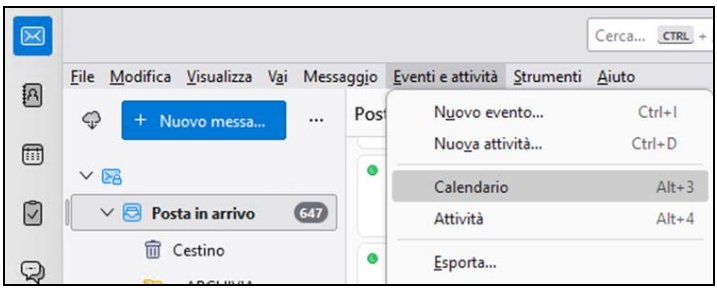 Cerca... CTRL +
File Modifica Visualizza Vai Messaggio Eventi e attività Strumenti Aiuto
+ Nuovo messa... ... Post
Nuovo evento... Ctrl+I
Nuova attività... Ctrl+D
Calendario Alt+3
Posta in arrivo 647
Attività Alt+4
Cestino
Esporta...